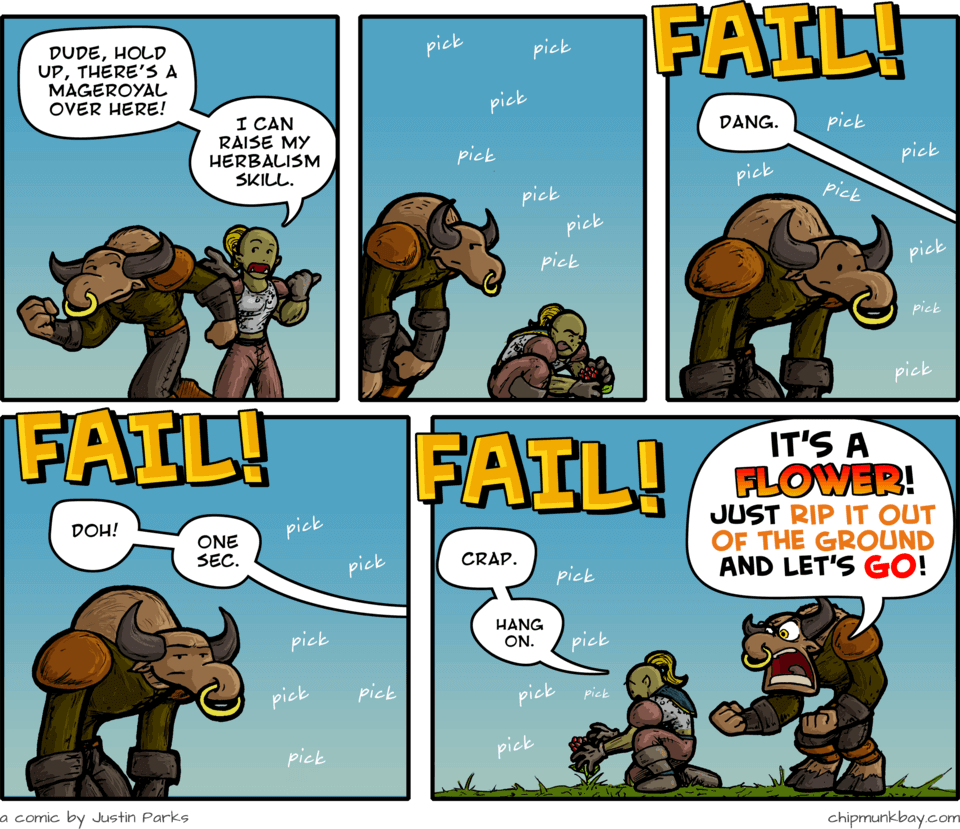 DUDE, HOLD
UP, THERE'S A
MAGEROYAL
OVER HERE!
I CAN
RAISE MY
HERBALISM
SKILL.
pick
pick
pick
pick
pick
pick
pick
FAIL!
DANG.
pick
pick
pick
pick
pick
pick
pick
FAIL!
DOH!
ONE
SEC.
pick
pick
pick
pick
pick
pick
FAIL!
CRAP.
HANG
ON.
pick
pick
pick
pick
pick
IT'S A
FLOWER!
JUST RIP IT OUT
OF THE GROUND
AND LET'S GO!
a comic by Justin Parks
chipmunkbay.com